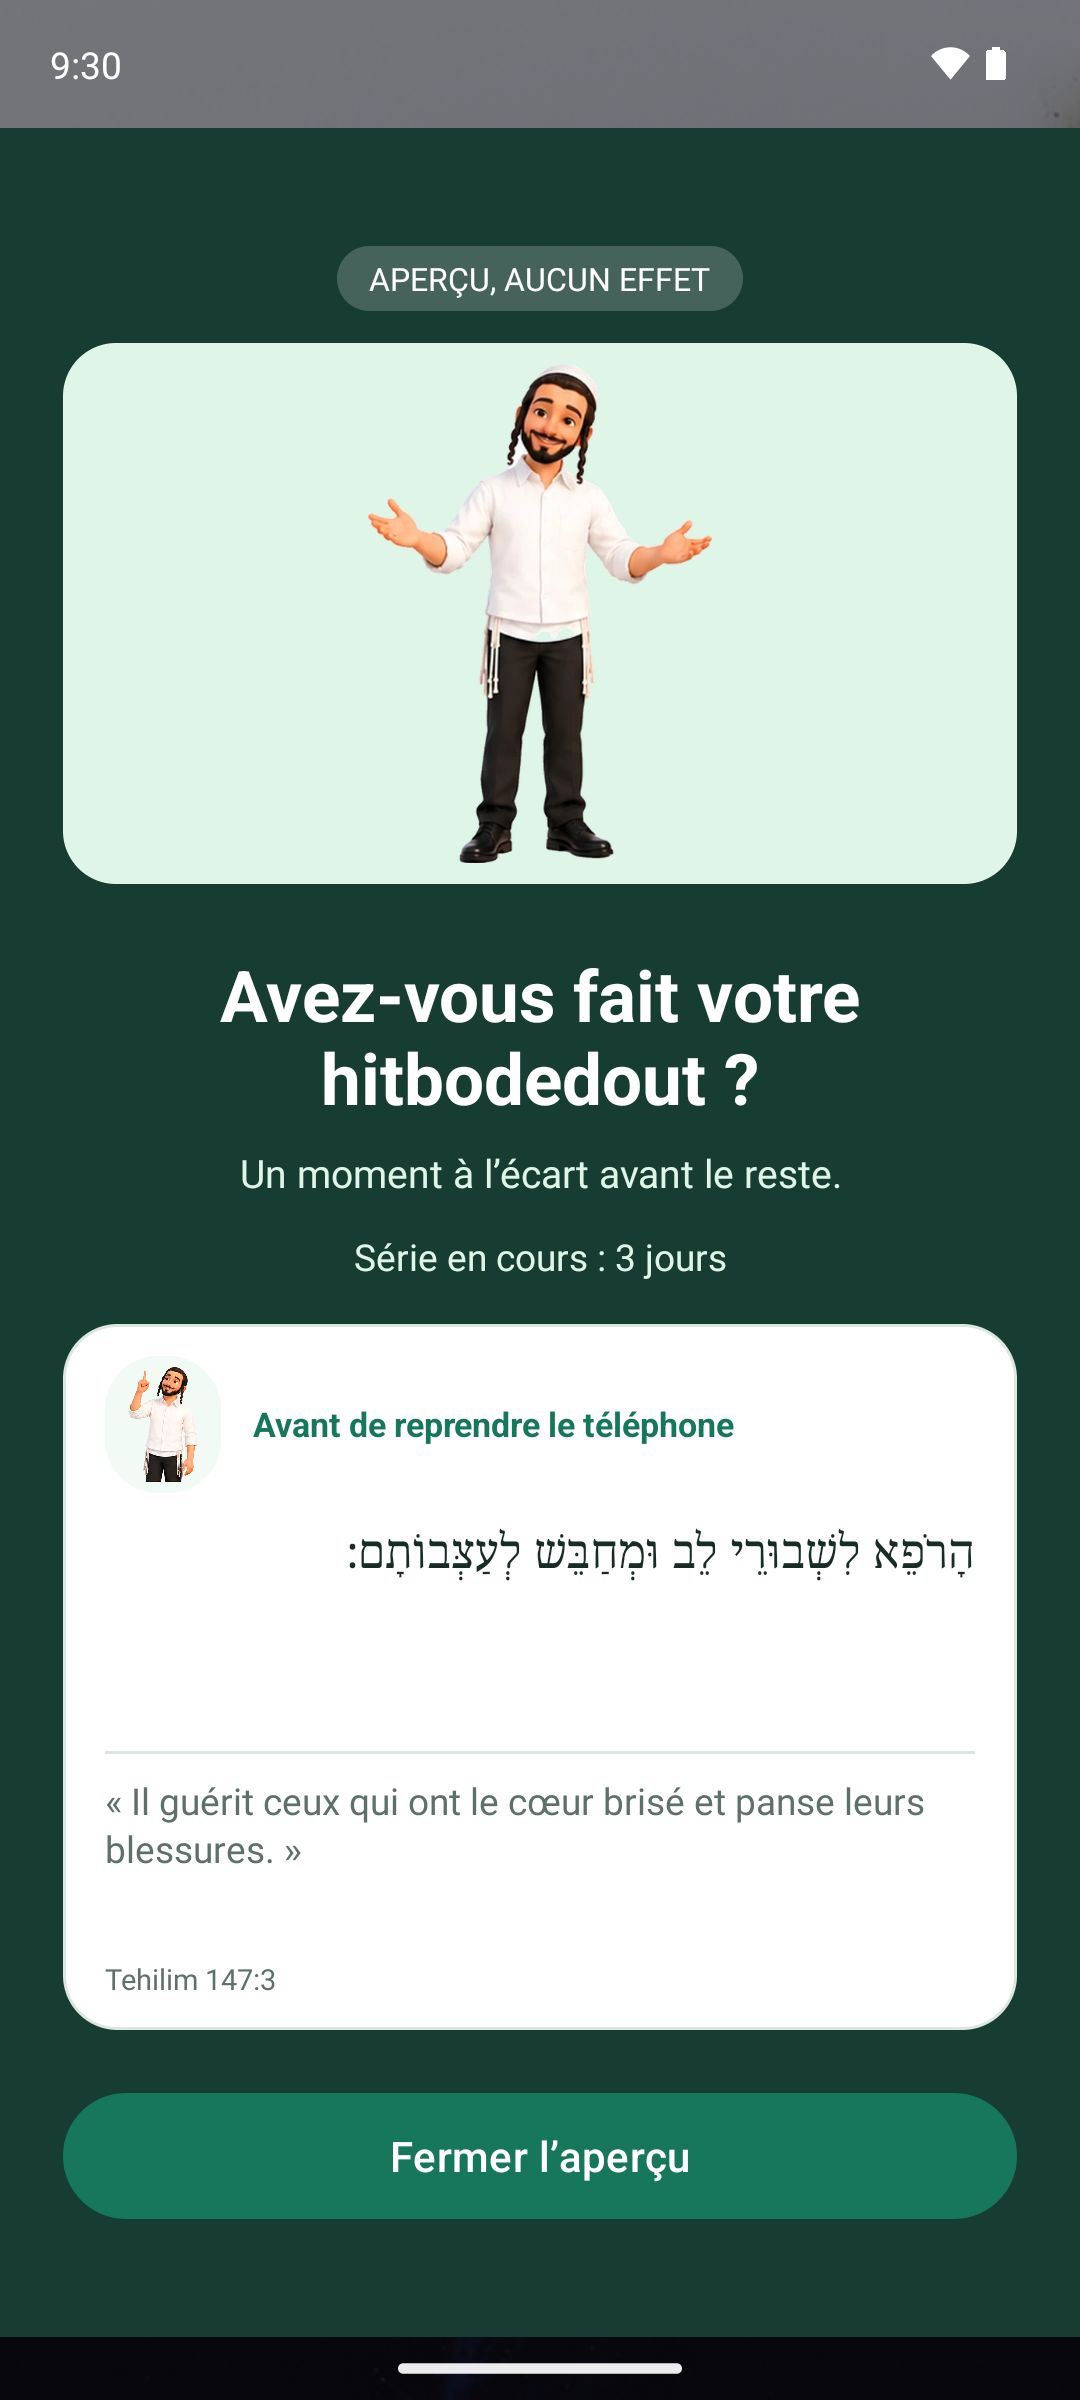 9:30
APERÇU, AUCUN EFFET
Avez-vous fait votre
hitbodedout ?
Un moment à l’écart avant le reste.
Série en cours : 3 jours
Avant de reprendre le téléphone
הָרֹפֵא לִשְׁבוּרֵי לֵב וּמְחַבֵּשׁ לְעַצְּבוֹתָם:
« Il guérit ceux qui ont le cœur brisé et panse leurs
blessures. »
Tehilim 147:3
Fermer l’aperçu